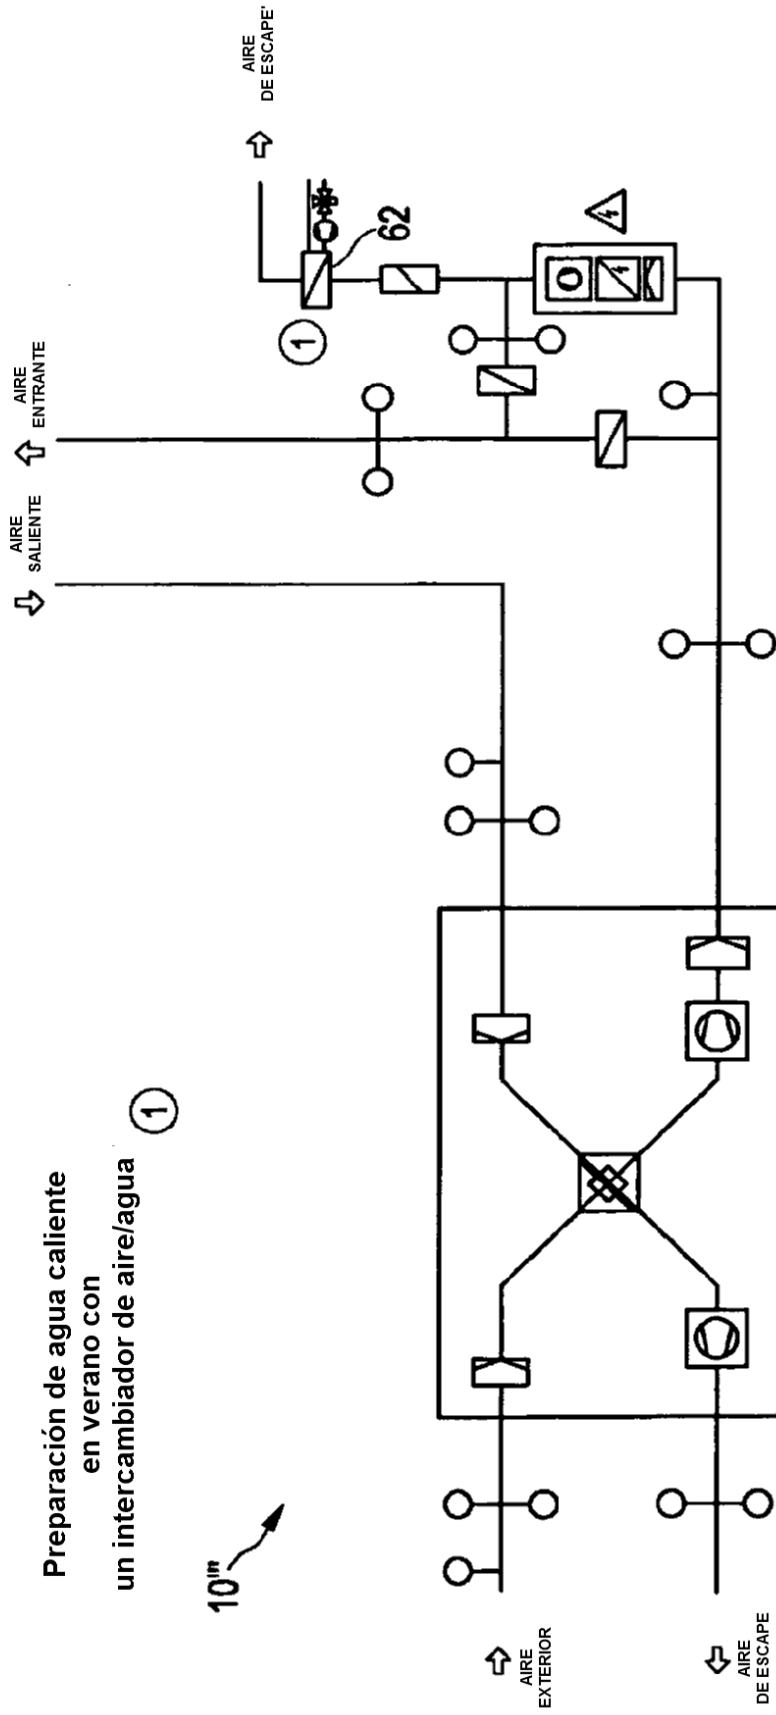 Preparación de agua caliente
en verano con
un intercambiador de aire/agua
1
10'''
AIRE
EXTERIOR
AIRE
DE ESCAPE
AIRE
SALIENTE
AIRE
ENTRANTE
AIRE
DE ESCAPE'
1
62